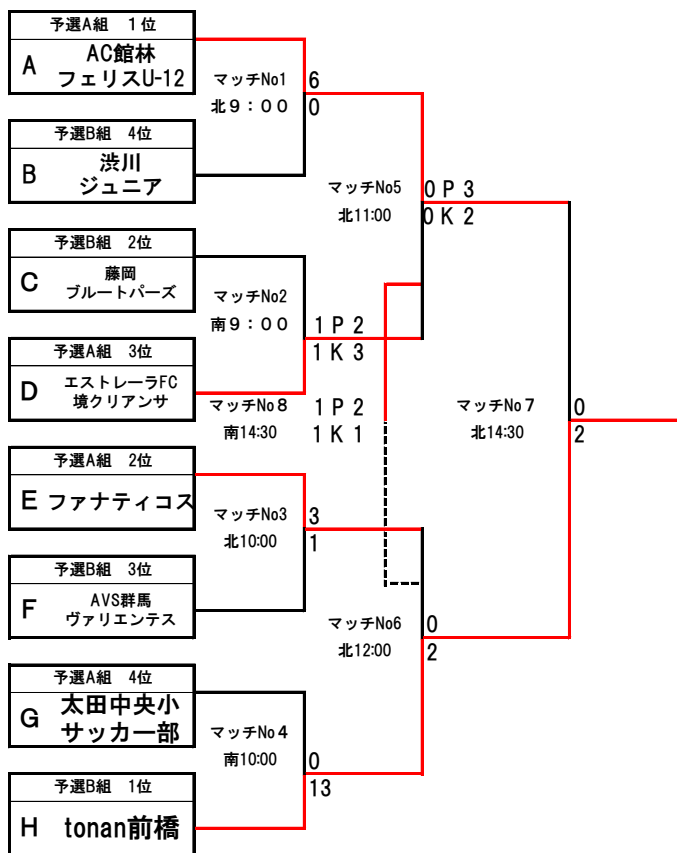 予選A組 1位
A
AC館林
フェリスU-12
マッチNo1
北9:00
6
0
予選B組 4位
B
渋川
ジュニア
マッチNo5
北11:00
0 P 3
0 K 2
予選B組 2位
C
藤岡
ブルートパーズ
マッチNo2
南9:00
1 P 2
1 K 3
予選A組 3位
D
エストレーラFC
境クリアンサ
マッチNo8
南14:30
1 P 2
1 K 1
マッチNo7
北14:30
0
2
予選A組 2位
E ファナティコス
マッチNo3
北10:00
3
1
予選B組 3位
F
AVS群馬
ヴァリエンテス
マッチNo6
北12:00
0
2
予選A組 4位
G
太田中央小
サッカー部
マッチNo4
南10:00
0
13
予選B組 1位
H tonan前橋